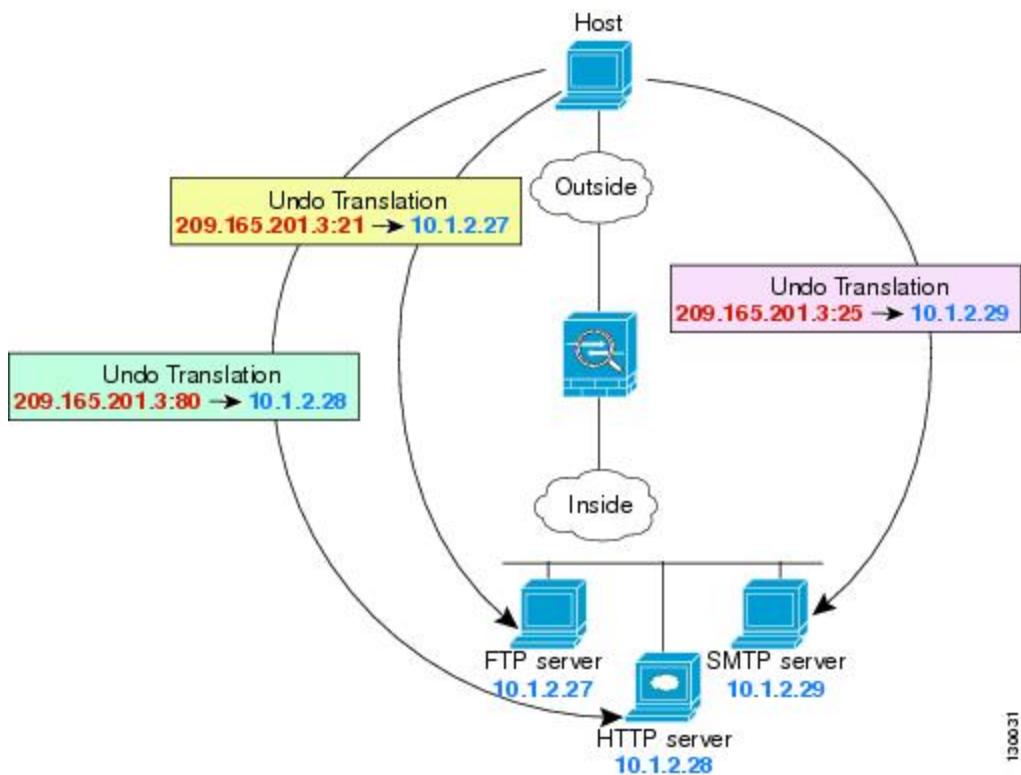 Host
Outside
Undo Translation
209.165.201.3:21 → 10.1.2.27
Undo Translation
209.165.201.3:25 → 10.1.2.29
Undo Translation
209.165.201.3:80 → 10.1.2.28
Inside
FTP server
10.1.2.27
SMTP server
10.1.2.29
HTTP server
10.1.2.28
130031